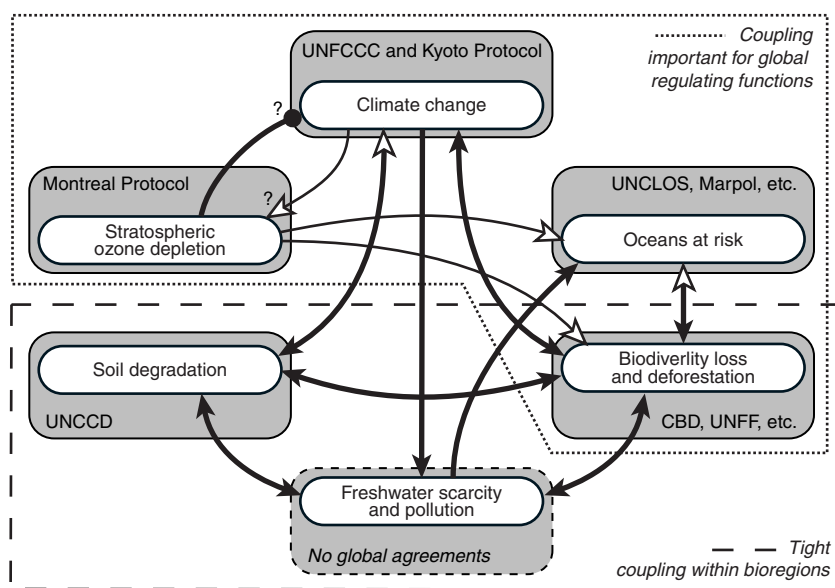 Coupling
important for global
regulating functions
UNFCCC and Kyoto Protocol
Climate change
?
Montreal Protocol
?
Stratospheric
ozone depletion
UNCLOS, Marpol, etc.
Oceans at risk
Soil degradation
UNCCD
Biodiverlity loss
and deforestation
CBD, UNFF, etc.
Freshwater scarcity
and pollution
No global agreements
Tight
coupling within bioregions